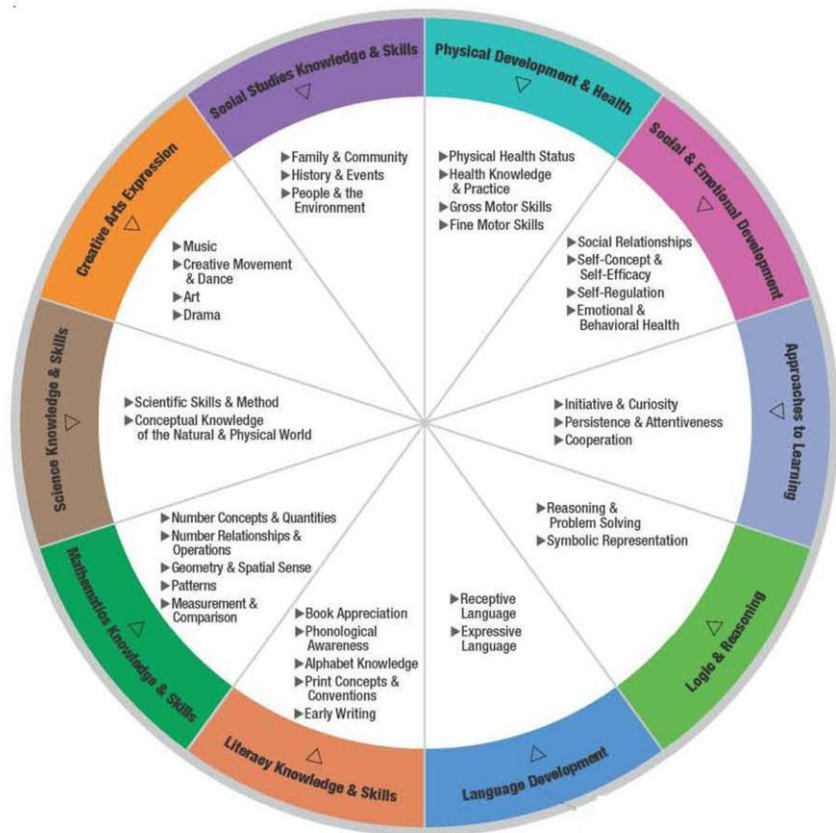 Physical Development & Health
▶Physical Health Status
▶Health Knowledge
& Practice
▶Gross Motor Skills
▶Fine Motor Skills
Social & Emotional Development
▶Social Relationships
▶Self-Concept &
Self-Efficacy
▶Self-Regulation
▶Emotional &
Behavioral Health
Approaches to Learning
▶Initiative & Curiosity
▶Persistence & Attentiveness
▶Cooperation
Logic & Reasoning
▶Reasoning &
Problem Solving
▶Symbolic Representation
Language Development
▶Receptive
Language
▶Expressive
Language
Literacy Knowledge & Skills
▶Book Appreciation
▶Phonological
Awareness
▶Alphabet Knowledge
▶Print Concepts &
Conventions
▶Early Writing
Mathematics Knowledge & Skills
▶Number Concepts & Quantities
▶Number Relationships &
Operations
▶Geometry & Spatial Sense
▶Patterns
▶Measurement &
Comparison
Science Knowledge & Skills
▶Scientific Skills & Method
▶Conceptual Knowledge
of the Natural & Physical World
Creative Arts Expression
▶Music
▶Creative Movement
& Dance
▶Art
▶Drama
Social Studies Knowledge & Skills
▶Family & Community
▶History & Events
▶People & the
Environment